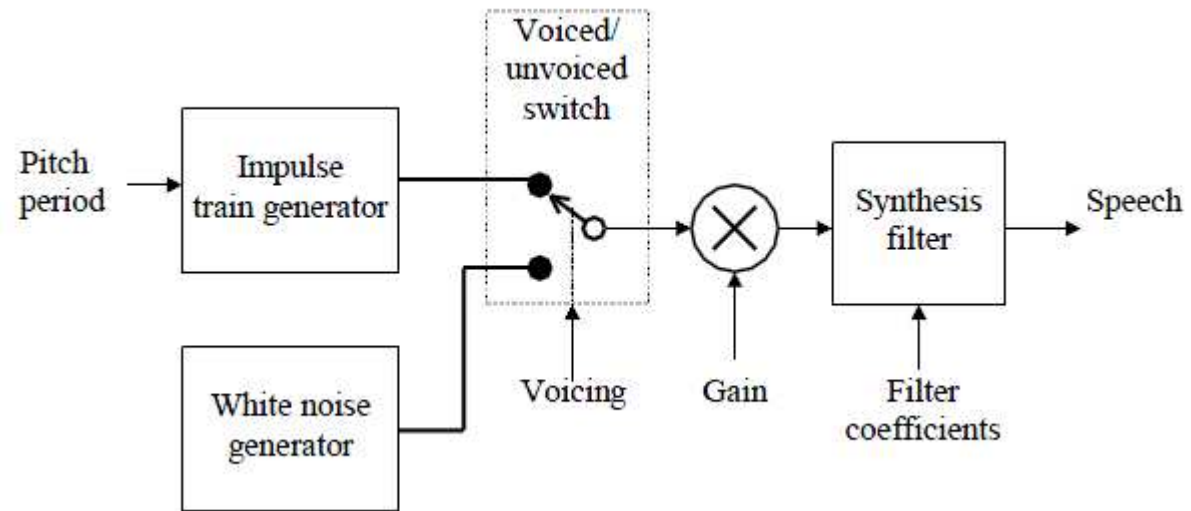 Voiced/
unvoiced
switch
Pitch
period
Impulse
train generator
Synthesis
filter
Speech
White noise
generator
Voicing
Gain
Filter
coefficients